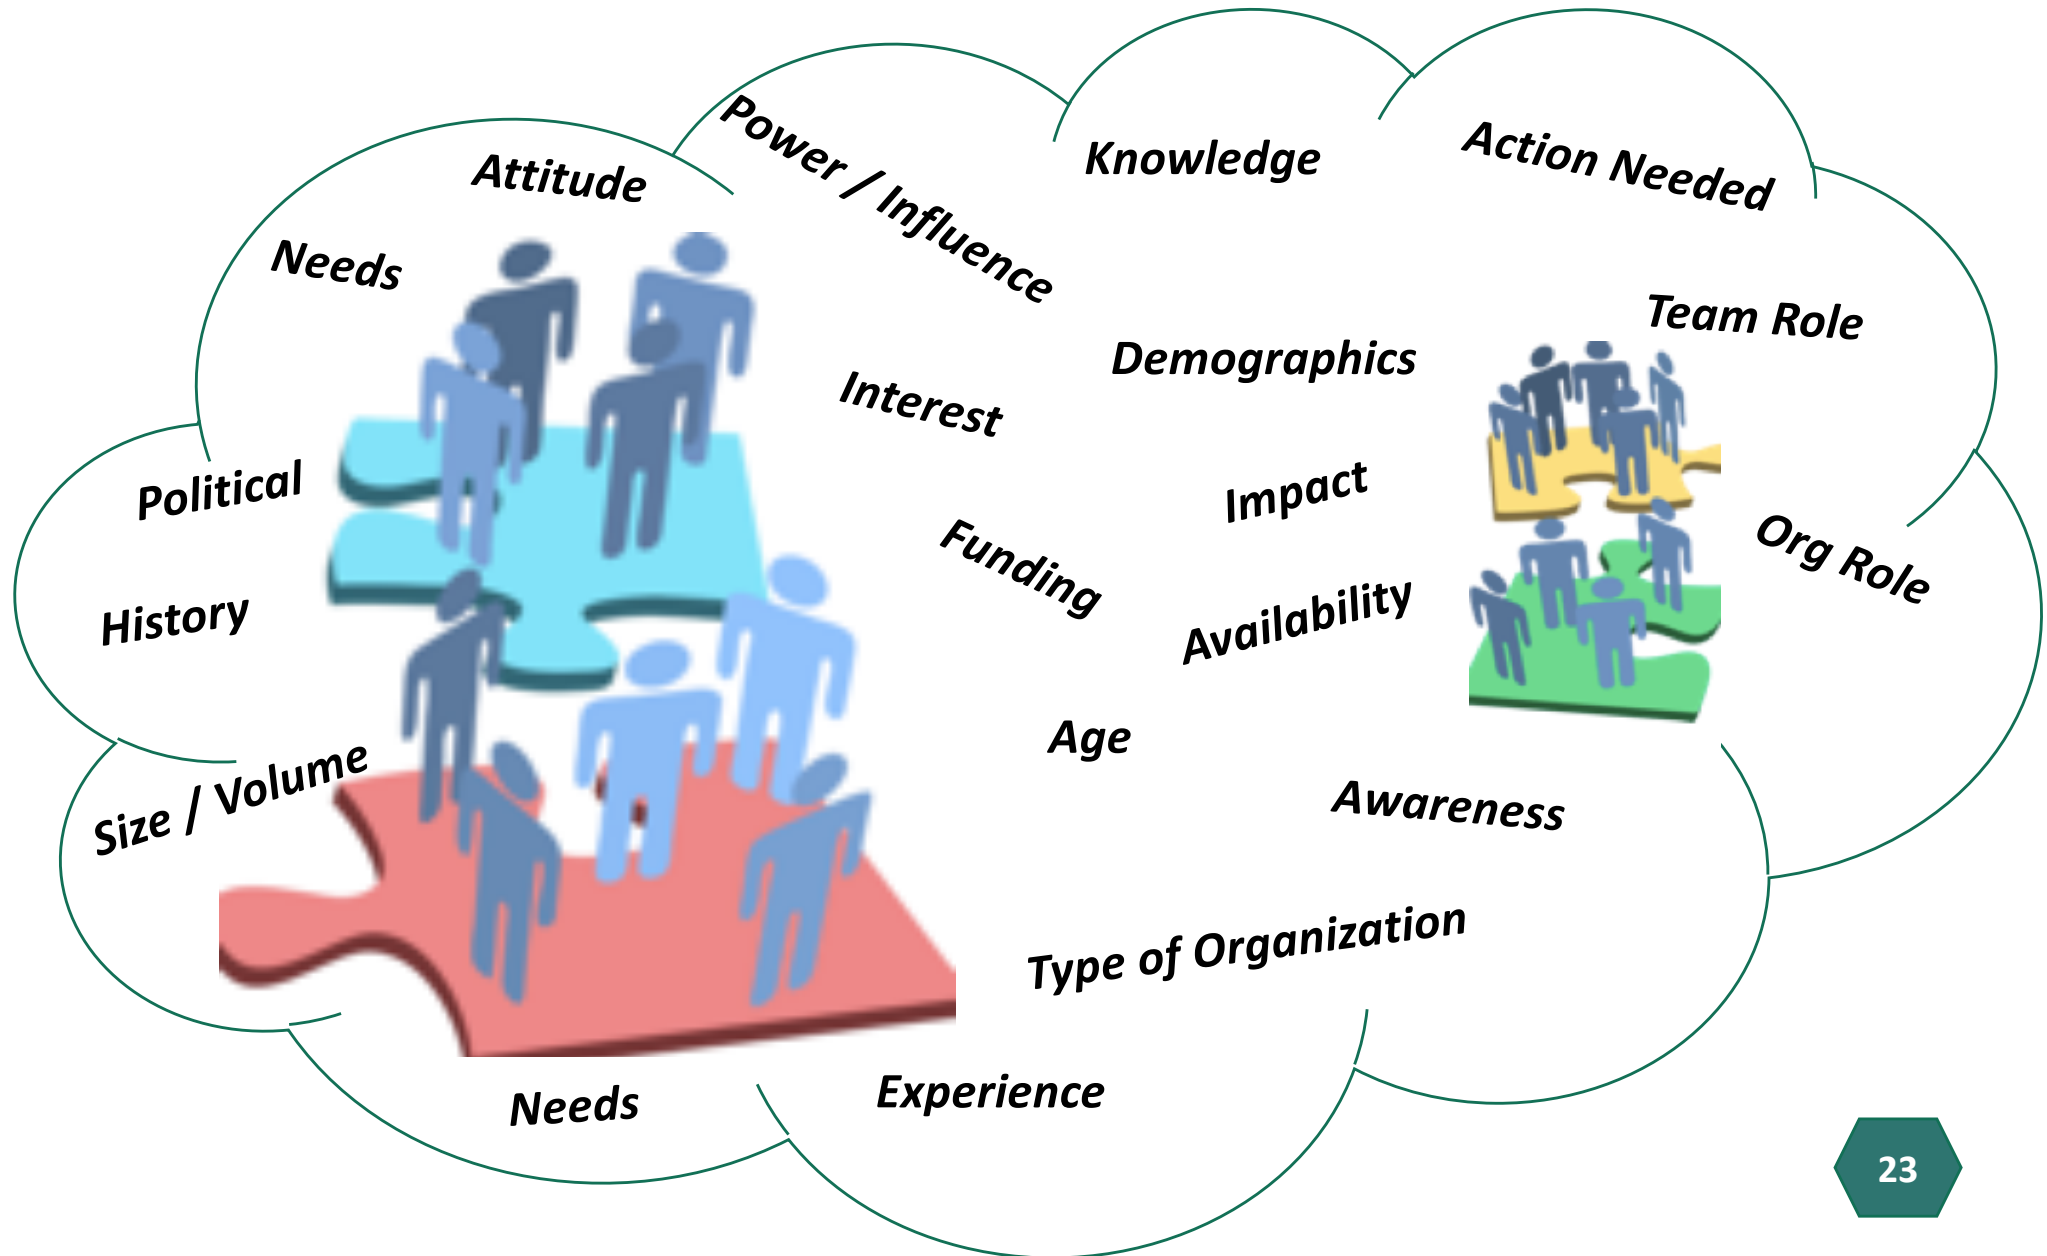 Attitude
Needs
Power / Influence
Knowledge
Action Needed
Team Role
Demographics
Interest
Political
Impact
Funding
Org Role
History
Availability
Size / Volume
Age
Awareness
Type of Organization
Needs
Experience
23